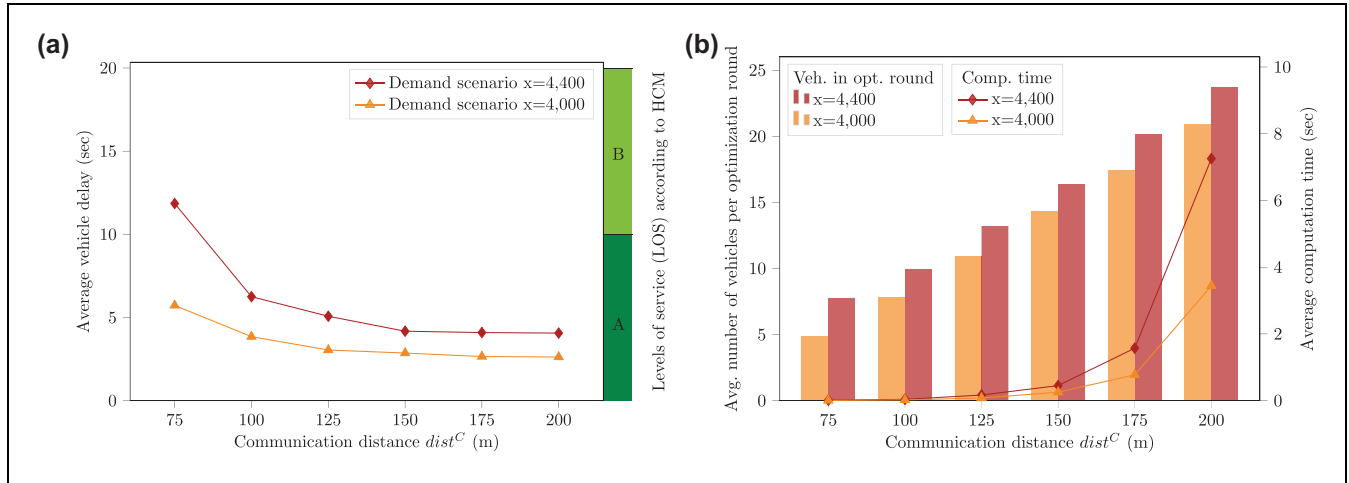 (a)
Average vehicle delay (sec)
20
15
10
5
0
Demand scenario x=4,400
Demand scenario x=4,000
B
A
Levels of service (LOS) according to HCM
75 100 125 150 175 200
Communication distance dist^C (m)
(b)
Avg. number of vehicles per optimization round
25
20
15
10
5
0
Veh. in opt. round
x=4,400
x=4,000
Comp. time
x=4,400
x=4,000
10
8
6
4
2
0
Average computation time (sec)
75 100 125 150 175 200
Communication distance dist^C (m)